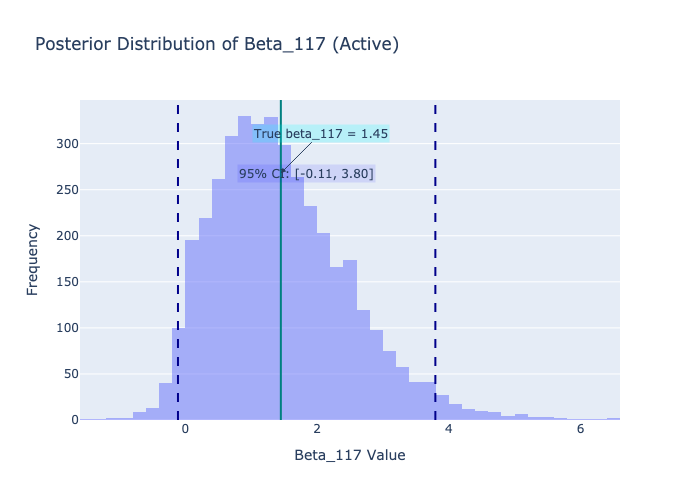 Posterior Distribution of Beta_117 (Active)
True beta_117 = 1.45
95% CI: [-0.11, 3.80]
300
250
200
150
100
50
0
Frequency
0 2 4 6
Beta_117 Value